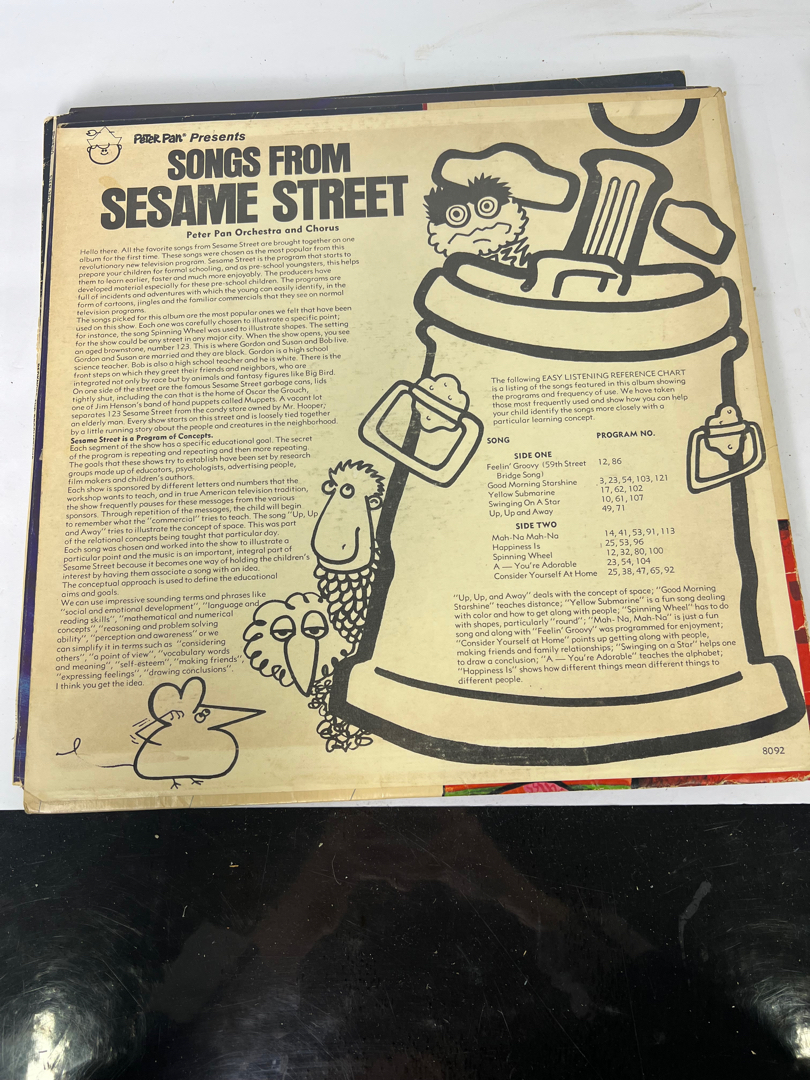 PETER PAN® Presents
SONGS FROM
SESAME STREET
Peter Pan Orchestra and Chorus
Hello there. All the favorite songs from Sesame Street are brought together on one
album for the first time. These songs were chosen as the most popular from this
revolutionary new television program. Sesame Street is the program that starts to
prepare your children for formal schooling, and as pre-school youngsters, this helps
them to learn earlier, faster and much more enjoyably. The producers have
developed material especially for these pre-school children. The programs are
full of incidents and adventures with which the young can easily identify, in the
form of cartoons, jingles and the familiar commercials that they see on normal
television programs.
The songs picked for this album are the most popular ones we felt that have been
used on this show. Each one was carefully chosen to illustrate a specific point;
for instance, the song Spinning Wheel was used to illustrate shapes. The setting
for the show could be any street in any major city. When the show opens, you see
an aged brownstone, number 123. This is where Gordon and Susan and Bob live.
Gordon and Susan are married and they are black. Gordon is a high school
science teacher. Bob is also a high school teacher and he is white. There is the
front steps on which they greet their friends and neighbors, who are
integrated not only by race but by animals and fantasy figures like Big Bird.
On one side of the street are the famous Sesame Street garbage cans, lids
tightly shut, including the can that is the home of Oscor the Grouch,
one of Jim Henson's band of hand puppets called Muppets. A vacant lot
separates 123 Sesame Street from the candy store owned by Mr. Hooper;
an elderly man. Every show starts on this street and is loosely tied together
by a little running story about the people and creatures in the neighborhood.
Sesame Street is a Program of Concepts.
Each segment of the show has a specific educational goal. The secret
of the program is repeating and repeating and then more repeating.
The goals that these shows try to establish have been set by research
groups made up of educators, psychologists, advertising people,
film makers and children's authors.
Each show is sponsored by different letters and numbers that the
workshop wants to teach, and in true American television tradition,
the show frequently pauses for these messages from the various
sponsors. Through repetition of the messages, the child will begin
to remember what the "commercial" tries to teach. The song "Up, Up
and Away" tries to illustrate the concept of space. This was part
of the relational concepts being taught that particular day.
Each song was chosen and worked into the show to illustrate a
particular point and the music is an important, integral part of
Sesame Street because it becomes one way of holding the children's
interest by having them associate a song with an idea.
The conceptual approach is used to define the educational
aims and goals.
We can use impressive sounding terms and phrases like
"social and emotional development", "language and
reading skills", "mathematical and numerical
concepts", "reasoning and problem solving
ability", "perception and awareness" or we
can simplify it in terms such as "considering
others", "a point of view", "vocabulary words
and meaning", "self-esteem", "making friends",
"expressing feelings", "drawing conclusions".
I think you get the idea.
The following EASY LISTENING REFERENCE CHART
is a listing of the songs featured in this album showing
the programs and frequency of use. We have taken
those most frequently used and show how you can help
your child identify the songs more closely with a
particular learning concept.
SONG PROGRAM NO.
SIDE ONE
Feelin' Groovy (59th Street 12, 86
Bridge Song)
Good Morning Starshine 3, 23, 54, 103, 121
Yellow Submarine 17, 62, 102
Swinging On A Star 10, 61, 107
Up, Up and Away 49, 71
SIDE TWO
Mah-Na Mah-Na 14, 41, 53, 91, 113
Happiness Is 25, 53, 96
Spinning Wheel 12, 32, 80, 100
A — You're Adorable 23, 54, 104
Consider Yourself At Home 25, 38, 47, 65, 92
"Up, Up, and Away" deals with the concept of space; "Good Morning
Starshine" teaches distance; "Yellow Submarine" is a fun song dealing
with color and how to get along with people; "Spinning Wheel" has to do
with shapes, particularly "round"; "Mah- Na, Mah-Na" is just a fun
song and along with "Feelin' Groovy" was programmed for enjoyment;
"Consider Yourself at Home" points up getting along with people,
making friends and family relationships; "Swinging on a Star" helps one
to draw a conclusion; "A — You're Adorable" teaches the alphabet;
"Happiness Is" shows how different things mean different things to
different people.
8092